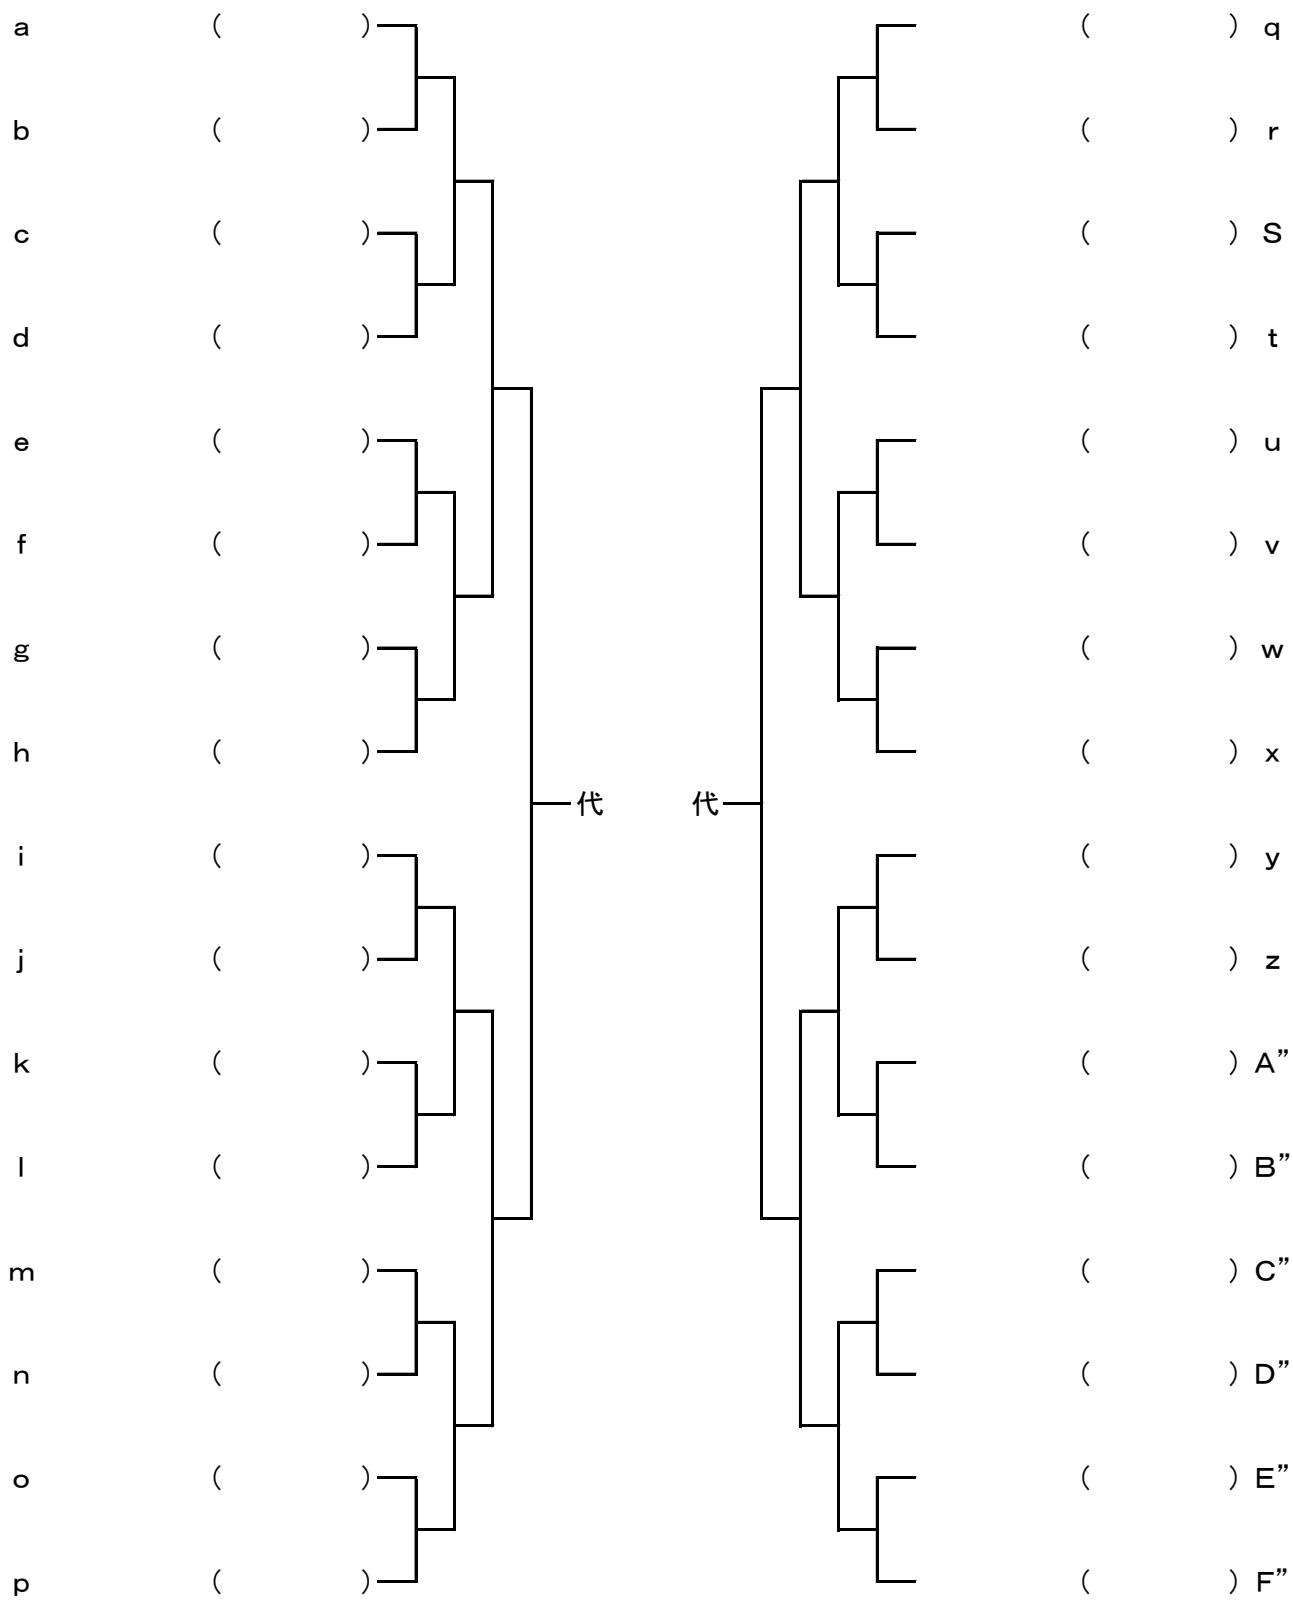 a （　　　） （　　　） q
b （　　　） （　　　） r
c （　　　） （　　　） S
d （　　　） （　　　） t
e （　　　） （　　　） u
f （　　　） （　　　） v
g （　　　） （　　　） w
h （　　　） （　　　） x
代 代
i （　　　） （　　　） y
j （　　　） （　　　） z
k （　　　） （　　　） A”
l （　　　） （　　　） B”
m （　　　） （　　　） C”
n （　　　） （　　　） D”
o （　　　） （　　　） E”
p （　　　） （　　　） F”